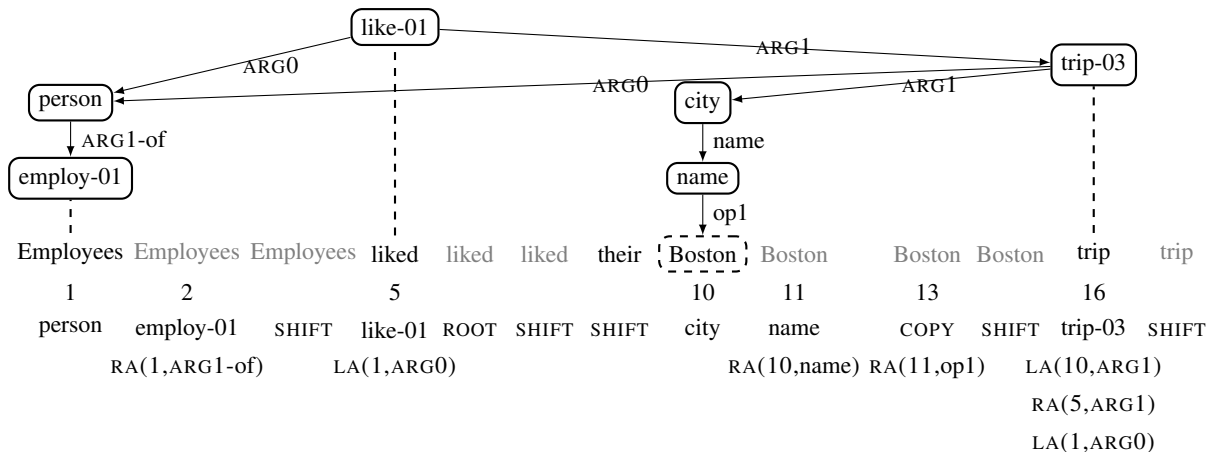 like-01
ARG1
trip-03
ARG0
ARG0
ARG1
person
city
ARG1-of
name
employ-01
name
op1
Employees Employees Employees liked liked liked their Boston Boston Boston Boston trip trip
1 2 5 10 11 13 16
person employ-01 SHIFT like-01 ROOT SHIFT SHIFT city name COPY SHIFT trip-03 SHIFT
RA(1,ARG1-of) LA(1,ARG0) RA(10,name) RA(11,op1) LA(10,ARG1)
RA(5,ARG1)
LA(1,ARG0)